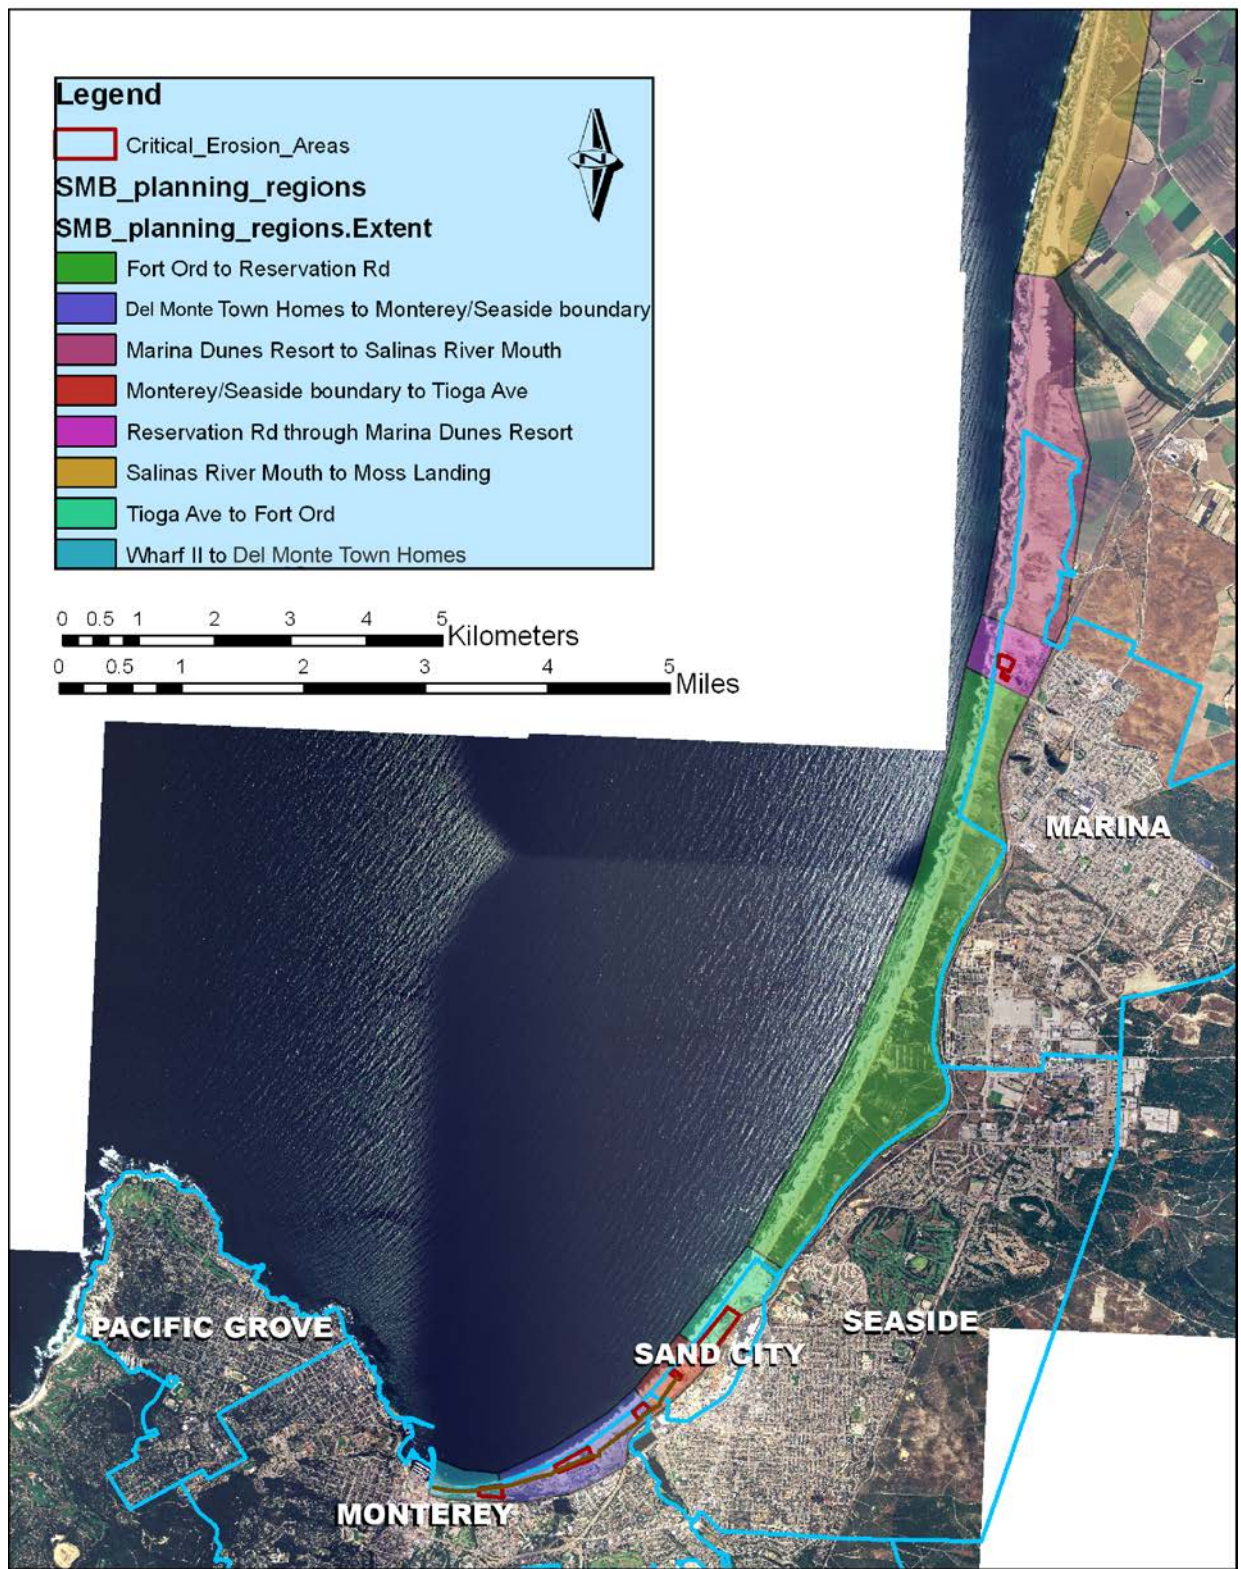 Legend
Critical_Erosion_Areas
N
SMB_planning_regions
SMB_planning_regions.Extent
Fort Ord to Reservation Rd
Del Monte Town Homes to Monterey/Seaside boundary
Marina Dunes Resort to Salinas River Mouth
Monterey/Seaside boundary to Tioga Ave
Reservation Rd through Marina Dunes Resort
Salinas River Mouth to Moss Landing
Tioga Ave to Fort Ord
Wharf II to Del Monte Town Homes
0 0.5 1 2 3 4 5
Kilometers
0 0.5 1 2 3 4 5
Miles
MARINA
PACIFIC GROVE
SEASIDE
SAND CITY
MONTEREY